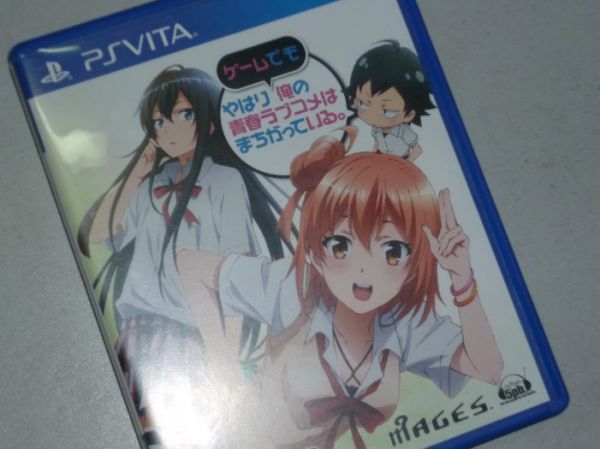 PSVITA
ゲームでも
やはり俺の
青春ラブコメは
まちがっている。
5pb.
MAGES.